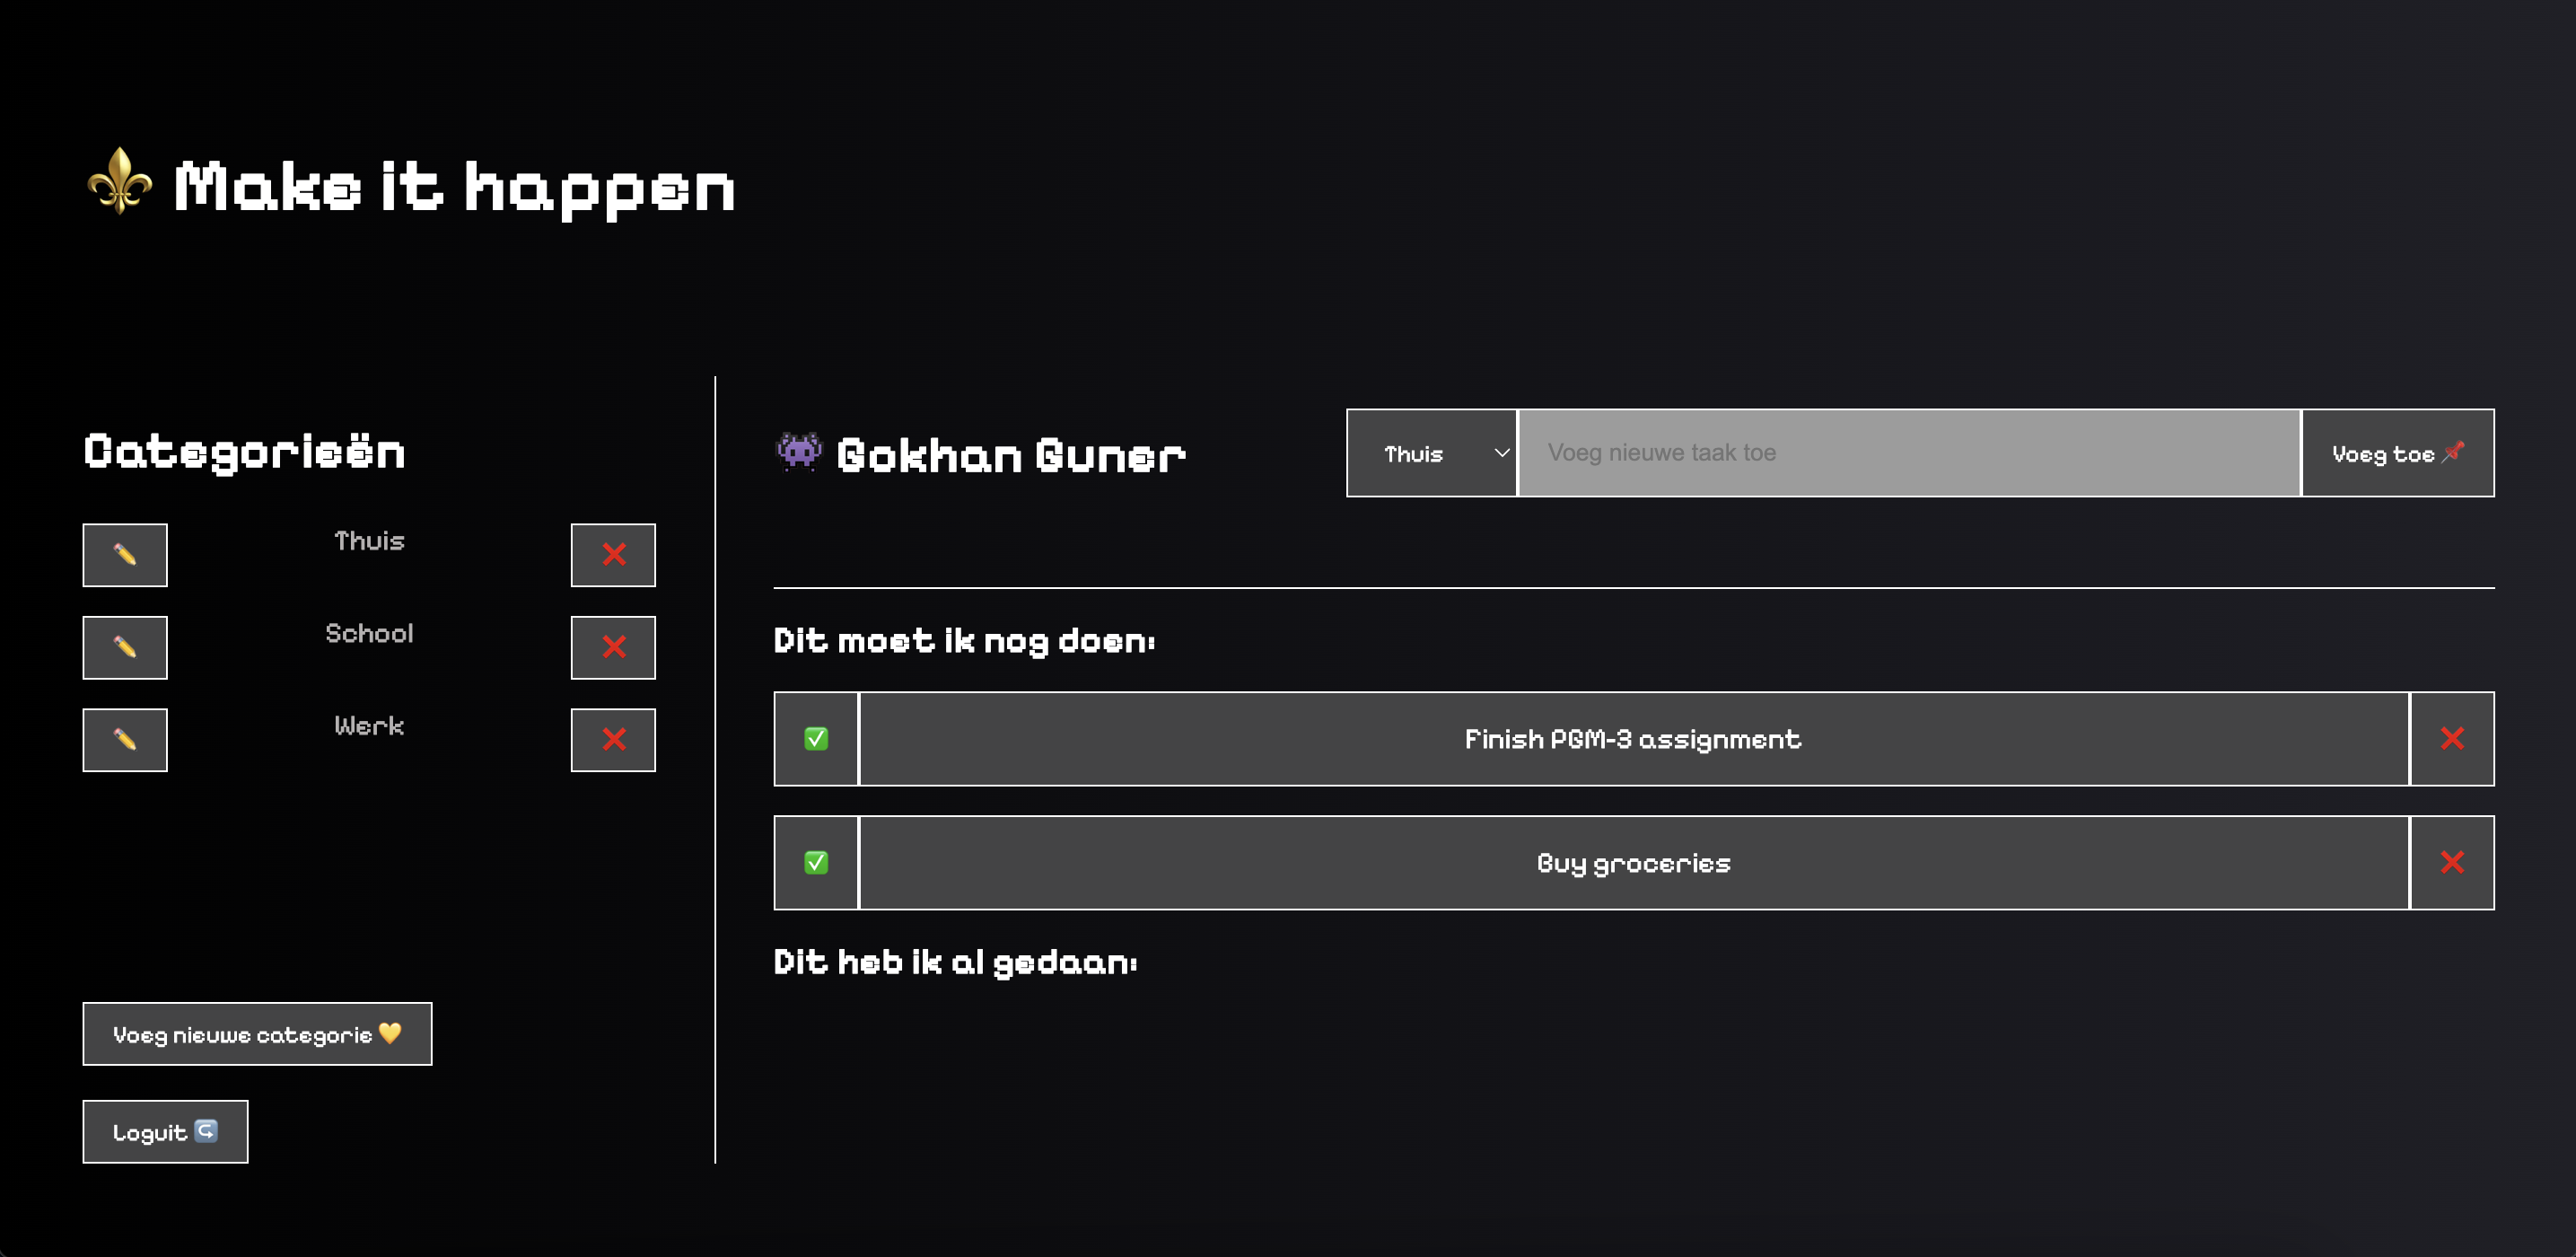 ⚜️ Make it happen
Categorieën
Thuis
School
Werk
Voeg nieuwe categorie 💛
Loguit ↪️
👾 Gokhan Guner
Thuis
Voeg nieuwe taak toe
Voeg toe 📌
Dit moet ik nog doen:
Finish PGM-3 assignment
Buy groceries
Dit heb ik al gedaan: